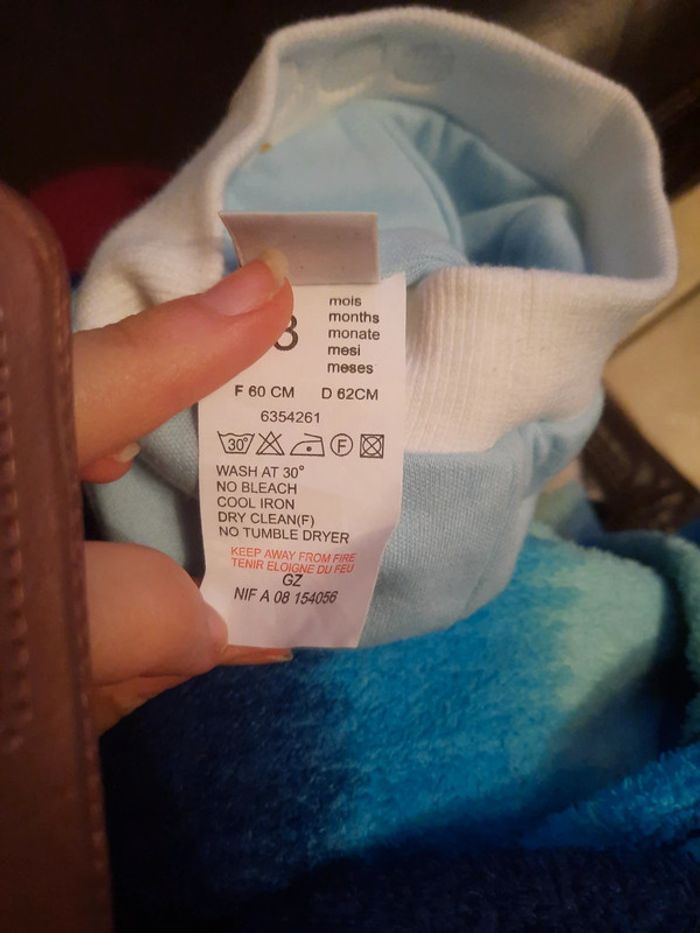 3
mois
months
monate
mesi
meses
F 60 CM D 62CM
6354261
30° F
WASH AT 30°
NO BLEACH
COOL IRON
DRY CLEAN(F)
NO TUMBLE DRYER
KEEP AWAY FROM FIRE
TENIR ELOIGNE DU FEU
GZ
NIF A 08 154056